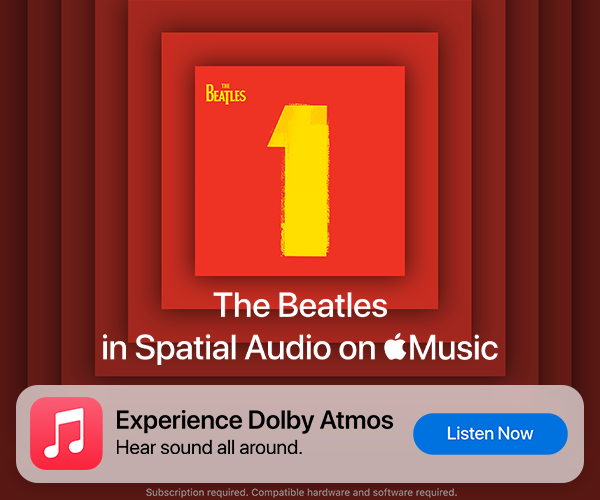 THE
BEATLES
1
The Beatles
in Spatial Audio on Music
Experience Dolby Atmos
Hear sound all around.
Listen Now
Subscription required. Compatible hardware and software required.